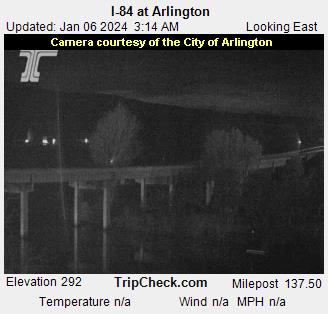 I-84 at Arlington
Updated: Jan 06 2024 3:14 AM Looking East
Camera courtesy of the City of Arlington
Elevation 292 TripCheck.com Milepost 137.50
Temperature n/a Wind n/a MPH n/a